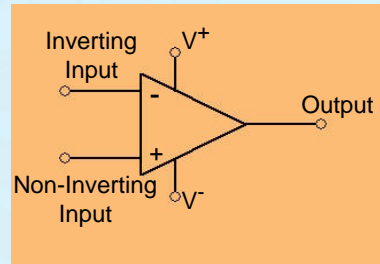 Inverting
Input
V+
Output
-
+
Non-Inverting
Input
V-